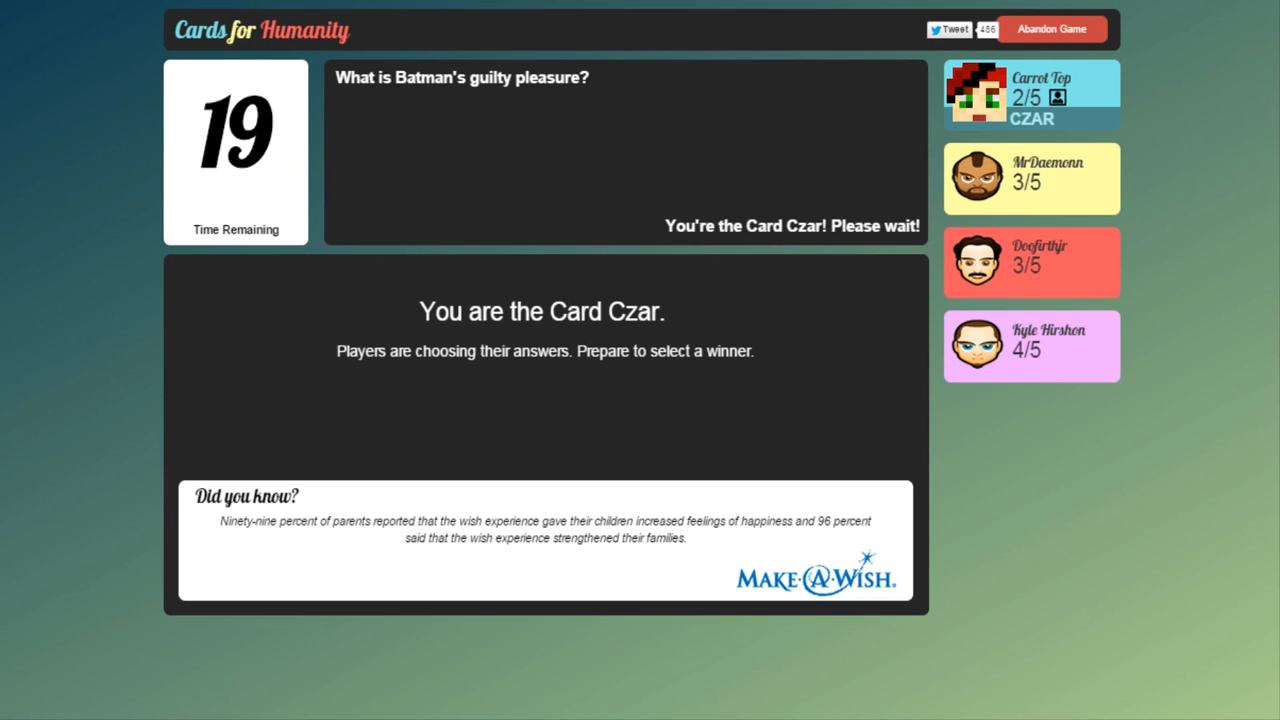 Cards for Humanity
Tweet
486
Abandon Game
19
Time Remaining
What is Batman's guilty pleasure?
You're the Card Czar! Please wait!
Carrot Top
2/5
CZAR
MrDaemonn
3/5
Doofirthjr
3/5
Kyle Hirshon
4/5
You are the Card Czar.
Players are choosing their answers. Prepare to select a winner.
Did you know?
Ninety-nine percent of parents reported that the wish experience gave their children increased feelings of happiness and 96 percent
said that the wish experience strengthened their families.
MAKE·A·WISH.